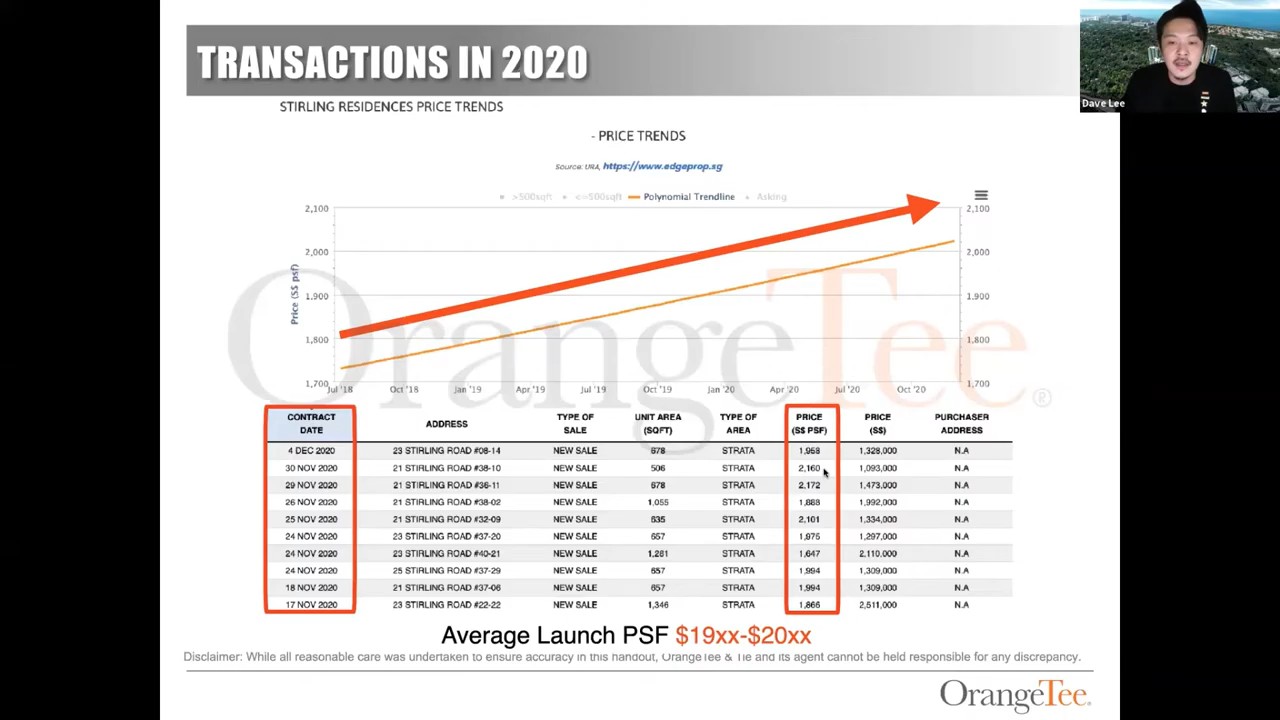 TRANSACTIONS IN 2020
Dave Lee
STIRLING RESIDENCES PRICE TRENDS
- PRICE TRENDS
Source: URA, https://www.edgeprop.sg
>500sqft <=500sqft Polynomial Trendline Asking
2,100 2,100
2,000 2,000
1,900 1,900
1,800 1,800
1,700 1,700
Price (S$ psf)
Jul '18 Oct '18 Jan '19 Apr '19 Jul '19 Oct '19 Jan '20 Apr '20 Jul '20 Oct '20
OrangeTee®
CONTRACT DATE ADDRESS TYPE OF SALE UNIT AREA (SQFT) TYPE OF AREA PRICE (S$ PSF) PRICE (S$) PURCHASER ADDRESS
4 DEC 2020 23 STIRLING ROAD #08-14 NEW SALE 678 STRATA 1,958 1,328,000 N.A
30 NOV 2020 21 STIRLING ROAD #38-10 NEW SALE 506 STRATA 2,160 1,093,000 N.A
29 NOV 2020 21 STIRLING ROAD #36-11 NEW SALE 678 STRATA 2,172 1,473,000 N.A
26 NOV 2020 21 STIRLING ROAD #38-02 NEW SALE 1,055 STRATA 1,888 1,992,000 N.A
25 NOV 2020 21 STIRLING ROAD #32-09 NEW SALE 635 STRATA 2,101 1,334,000 N.A
24 NOV 2020 23 STIRLING ROAD #37-20 NEW SALE 657 STRATA 1,975 1,297,000 N.A
24 NOV 2020 23 STIRLING ROAD #40-21 NEW SALE 1,281 STRATA 1,647 2,110,000 N.A
24 NOV 2020 25 STIRLING ROAD #37-29 NEW SALE 657 STRATA 1,994 1,309,000 N.A
18 NOV 2020 21 STIRLING ROAD #37-06 NEW SALE 657 STRATA 1,994 1,309,000 N.A
17 NOV 2020 23 STIRLING ROAD #22-22 NEW SALE 1,346 STRATA 1,866 2,511,000 N.A
Average Launch PSF $19xx-$20xx
Disclaimer: While all reasonable care was undertaken to ensure accuracy in this handout, OrangeTee & Tie and its agent cannot be held responsible for any discrepancy.
OrangeTee